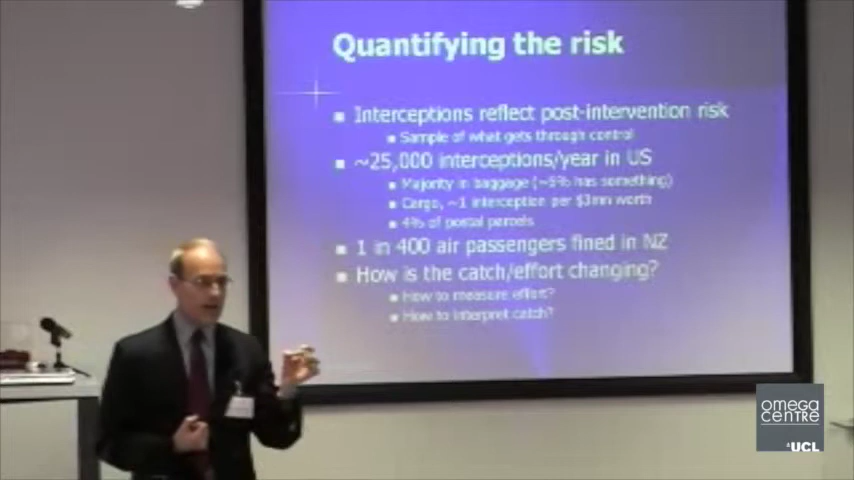 Quantifying the risk
Interceptions reflect post-intervention risk
Sample of what gets through control
~25,000 interceptions/year in US
Majority in baggage (~5% has something)
Cargo, ~1 interception per $3mn worth
4% of postal parcels
1 in 400 air passengers fined in NZ
How is the catch/effort changing?
How to measure effort?
How to interpret catch?
omega
CENTRE
UCL